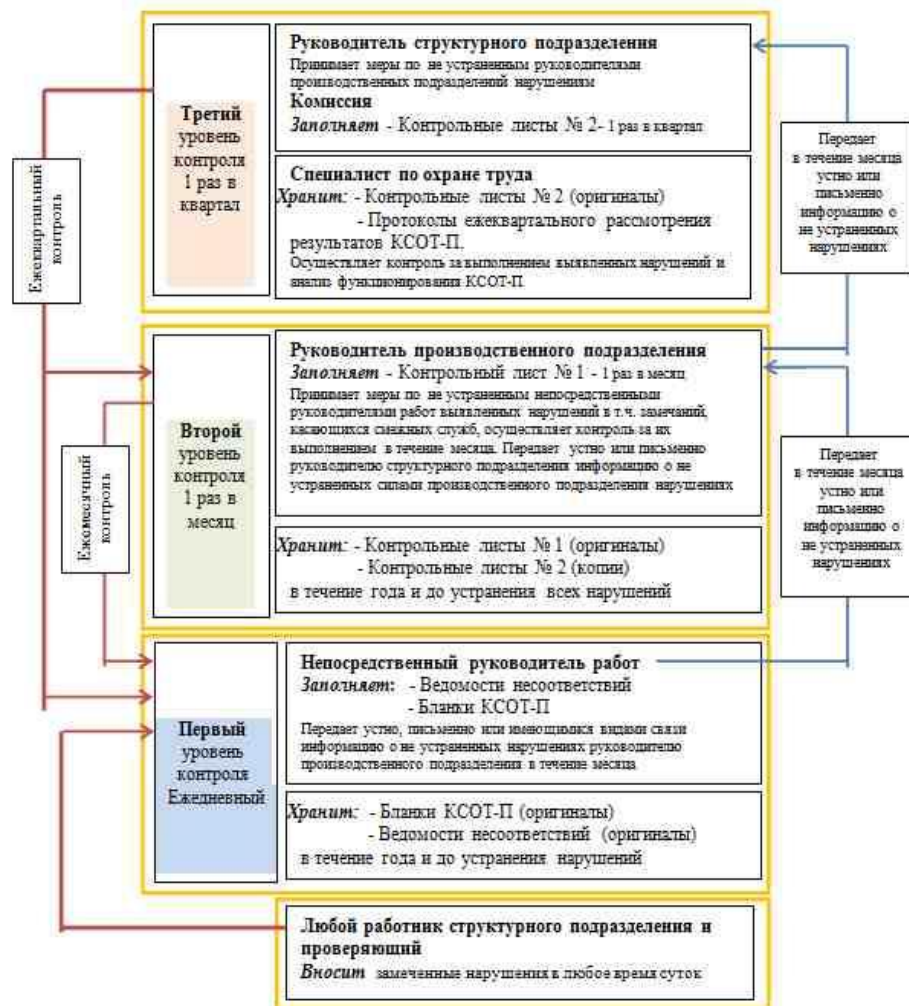 Руководитель структурного подразделения
Принимает меры по не устраненным руководителями
производственных подразделений нарушениям
Комиссия
Заполняет - Контрольные листы № 2- 1 раз в квартал
Третий
уровень
контроля
1 раз в
квартал
Специалист по охране труда
Хранит: - Контрольные листы № 2 (оригиналы)
- Протоколы ежеквартального рассмотрения
результатов КСОТ-П.
Осуществляет контроль за выполнением выявленных нарушений и
анализ функционирования КСОТ-П
Ежеквартальный
контроль
Передает
в течение месяца
устно или
письменно
информацию о
не устраненных
нарушениях
Руководитель производственного подразделения
Заполняет - Контрольный лист № 1 - 1 раз в месяц
Принимает меры по не устраненным непосредственными
руководителями работ выявленных нарушений в т.ч. замечаний,
касающихся смежных служб, осуществляет контроль за их
выполнением в течение месяца. Передает устно или письменно
руководителю структурного подразделения информацию о не
устраненных силами производственного подразделения нарушениях
Второй
уровень
контроля
1 раз в
месяц
Хранит: - Контрольные листы № 1 (оригиналы)
- Контрольные листы № 2 (копии)
в течение года и до устранения всех нарушений
Ежемесячный
контроль
Передает
в течение месяца
устно или
письменно
информацию о
не устраненных
нарушениях
Непосредственный руководитель работ
Заполняет: - Ведомости несоответствий
- Бланки КСОТ-П
Передает устно, письменно или имеющимися видами связи
информацию о не устраненных нарушениях руководителю
производственного подразделения в течение месяца
Первый
уровень
контроля
Ежедневный
Хранит: - Бланки КСОТ-П (оригиналы)
- Ведомости несоответствий (оригиналы)
в течение года и до устранения нарушений
Любой работник структурного подразделения и
проверяющий
Вносит замеченные нарушения в любое время суток